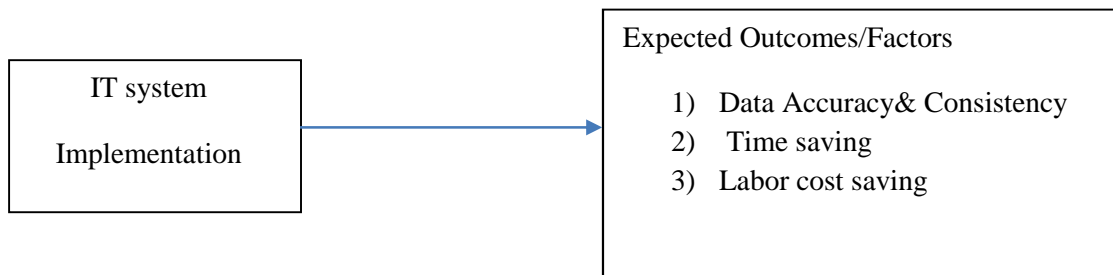 IT system
Implementation
Expected Outcomes/Factors
1) Data Accuracy& Consistency
2) Time saving
3) Labor cost saving